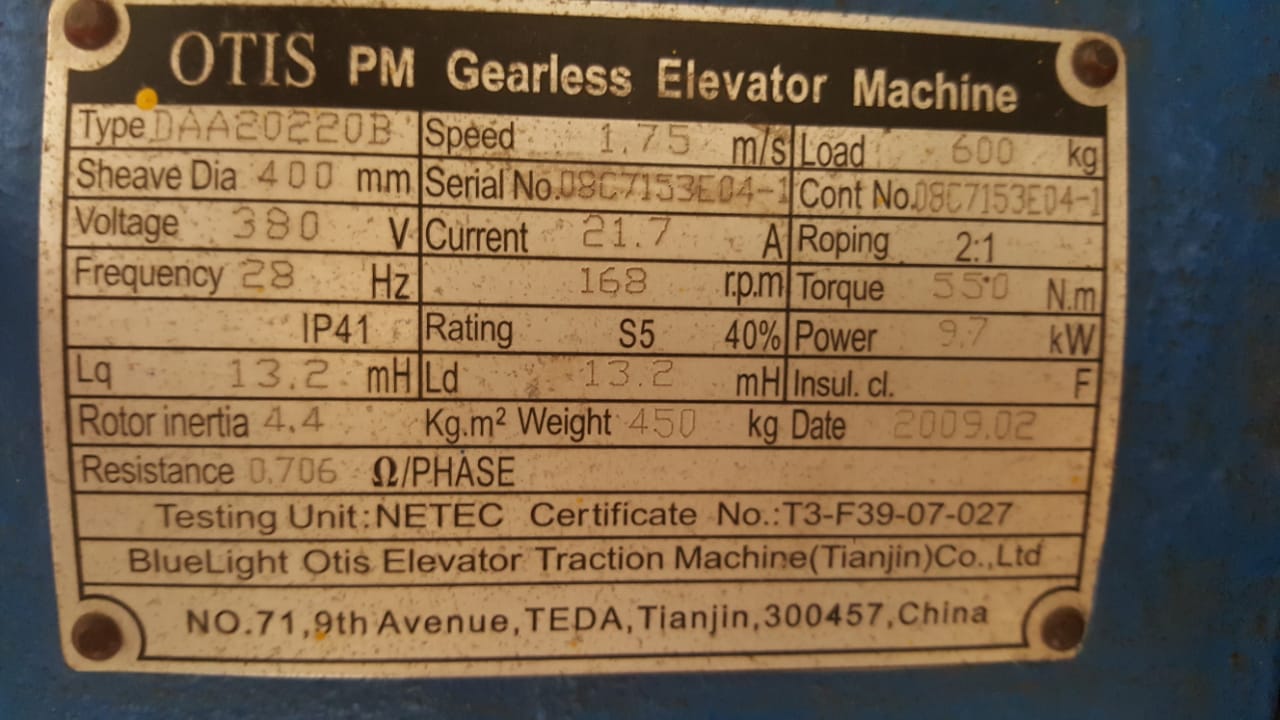 OTIS PM Gearless Elevator Machine
Type DAA20220B Speed 1.75 m/s Load 600 kg
Sheave Dia 400 mm Serial No. 08C7153E04-1 Cont No. 08C7153E04-1
Voltage 380 V Current 21.7 A Roping 2:1
Frequency 28 Hz 168 r.p.m Torque 550 N.m
IP41 Rating S5 40% Power 9.7 kW
Lq 13.2 mH Ld 13.2 mH Insul. cl. F
Rotor inertia 4.4 Kg.m² Weight 450 kg Date 2009.02
Resistance 0.706 Ω/PHASE
Testing Unit:NETEC Certificate No.:T3-F39-07-027
BlueLight Otis Elevator Traction Machine(Tianjin)Co.,Ltd
NO.71,9th Avenue,TEDA,Tianjin,300457,China